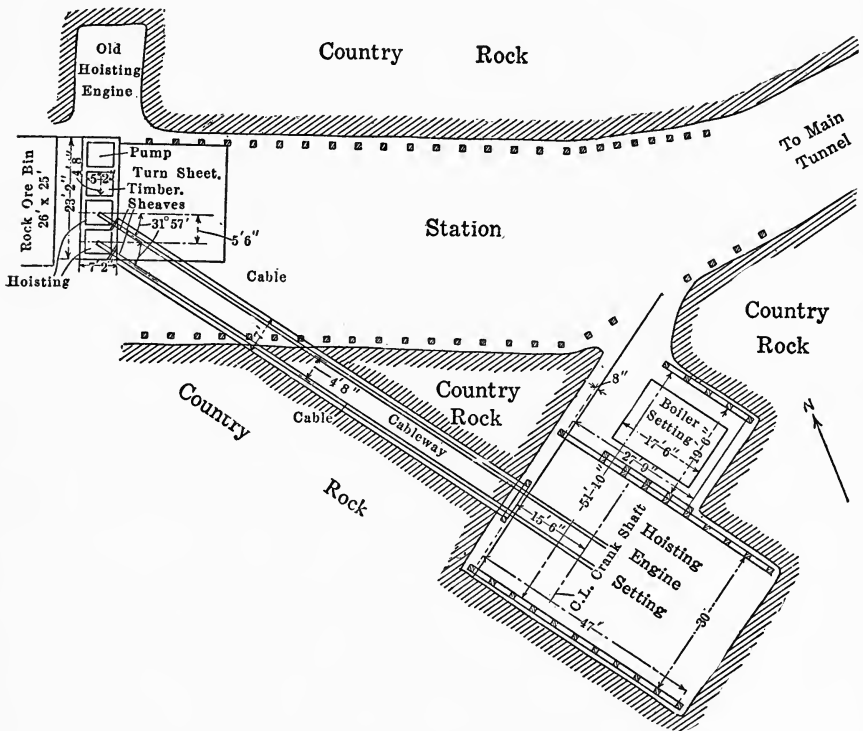 Old
Hoisting
Engine
Country Rock
To Main
Tunnel
Rock Ore Bin
26' x 25'
23'-2"
4'8"
Pump
5'-2"
Turn Sheet.
Timber.
Sheaves
31°57'
5'6"
Station
7'-2"
Hoisting
Cable
7'-1"
4'8"
Cable
Cableway
Country
Rock
Country
Rock
Country
Rock
8"
Boiler
Setting
17'-6"
19'-6"
27'-9"
51'-10"
15'-6"
C.L. Crank Shaft
Hoisting
Engine
Setting
47'
30'
N